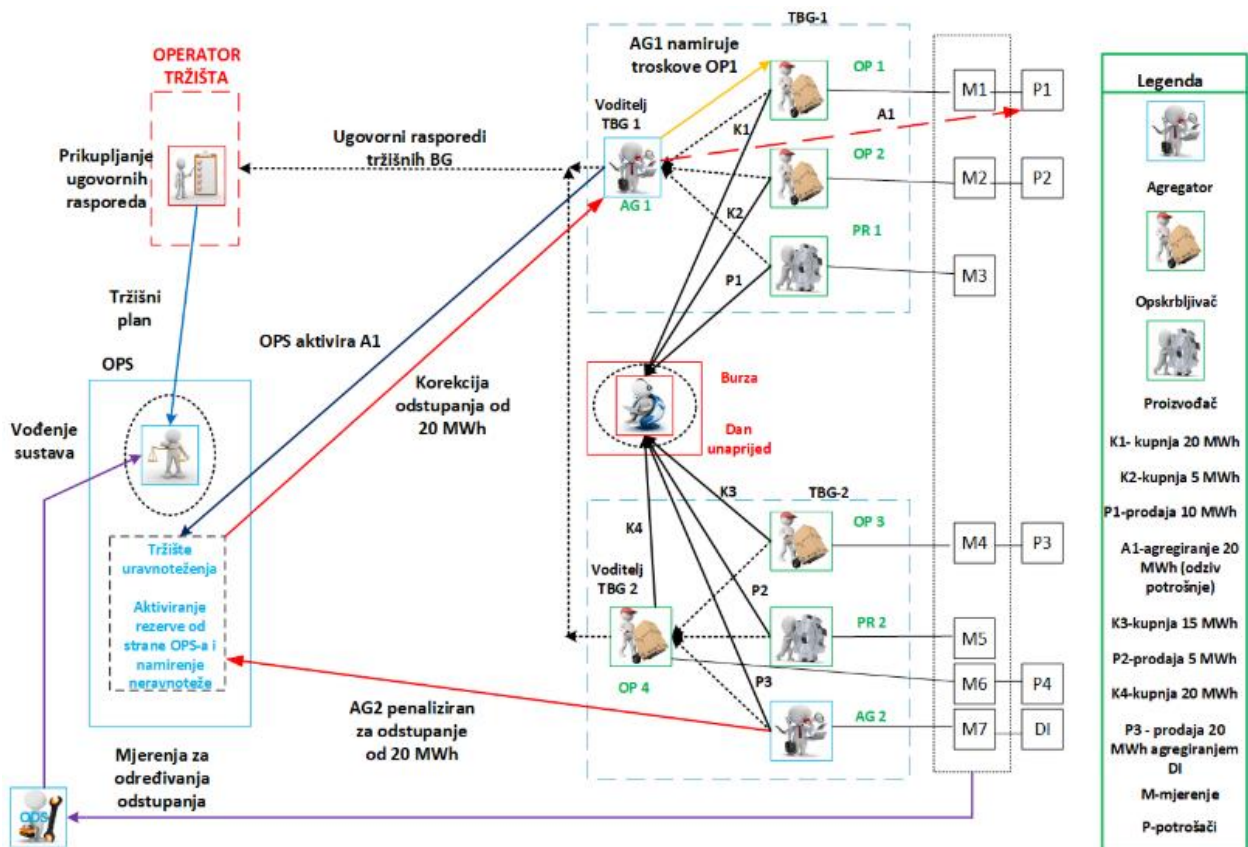 TBG-1
OPERATOR
TRŽIŠTA
AG1 namiruje
troskove OP1
OP 1
M1
P1
Voditelj
TBG 1
K1
A1
Ugovorni rasporedi
tržišnih BG
Prikupljanje
ugovornih
rasporeda
OP 2
M2
P2
AG 1
K2
PR 1
P1
M3
Tržišni
plan
OPS
OPS aktivira A1
Korekcija
odstupanja od
20 MWh
Burza
Dan
unaprijed
Vođenje
sustava
K3
TBG-2
K4
OP 3
M4
P3
Tržište
uravnoteženja
Aktiviranje
rezerve od
strane OPS-a i
namirenje
neravnoteže
Voditelj
TBG 2
P2
PR 2
M5
OP 4
P3
M6
P4
AG 2
M7
DI
AG2 penaliziran
za odstupanje
od 20 MWh
Mjerenja za
određivanja
odstupanja
ODS
Legenda
Agregator
Opskrbljivač
Proizvođač
K1- kupnja 20 MWh
K2-kupnja 5 MWh
P1-prodaja 10 MWh
A1-agregiranje 20
MWh (odziv
potrošnje)
K3-kupnja 15 MWh
P2-prodaja 5 MWh
K4-kupnja 20 MWh
P3 - prodaja 20
MWh agregiranjem
DI
M-mjerenje
P-potrošači